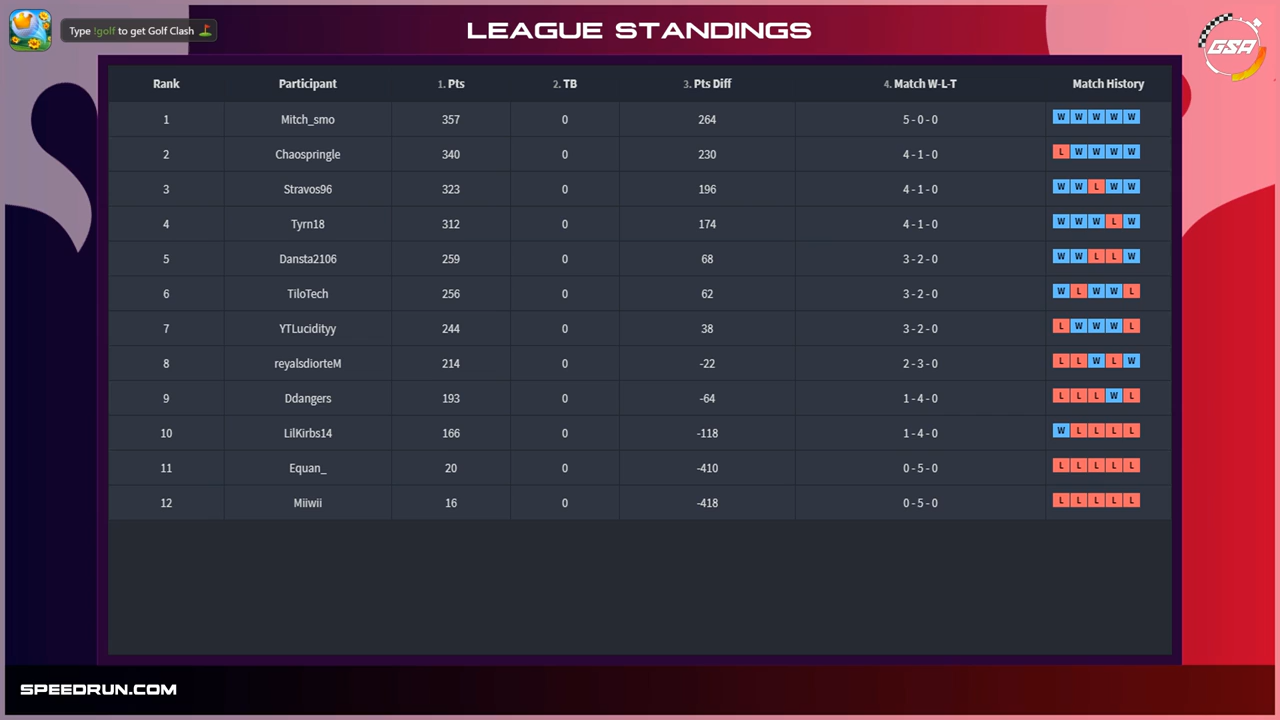 Type !golf to get Golf Clash
LEAGUE STANDINGS
GSA
Rank Participant 1. Pts 2. TB 3. Pts Diff 4. Match W-L-T Match History
1 Mitch_smo 357 0 264 5 - 0 - 0 W W W W W
2 Chaospringle 340 0 230 4 - 1 - 0 L W W W W
3 Stravos96 323 0 196 4 - 1 - 0 W W L W W
4 Tyrn18 312 0 174 4 - 1 - 0 W W W L W
5 Dansta2106 259 0 68 3 - 2 - 0 W W L L W
6 TiloTech 256 0 62 3 - 2 - 0 W L W W L
7 YTLucidityy 244 0 38 3 - 2 - 0 L W W W L
8 reyalsdiorteM 214 0 -22 2 - 3 - 0 L L W L W
9 Ddangers 193 0 -64 1 - 4 - 0 L L L W L
10 LilKirbs14 166 0 -118 1 - 4 - 0 W L L L L
11 Equan_ 20 0 -410 0 - 5 - 0 L L L L L
12 Miiwii 16 0 -418 0 - 5 - 0 L L L L L
SPEEDRUN.COM